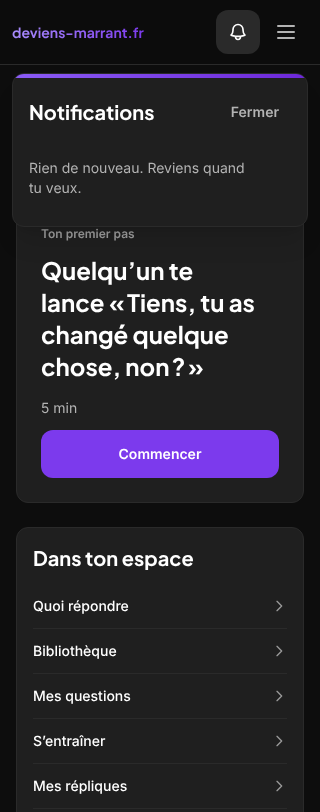 deviens-marrant.fr
Notifications
Fermer
Rien de nouveau. Reviens quand
tu veux.
Ton premier pas
Quelqu’un te
lance « Tiens, tu as
changé quelque
chose, non ? »
5 min
Commencer
Dans ton espace
Quoi répondre
Bibliothèque
Mes questions
S’entraîner
Mes répliques